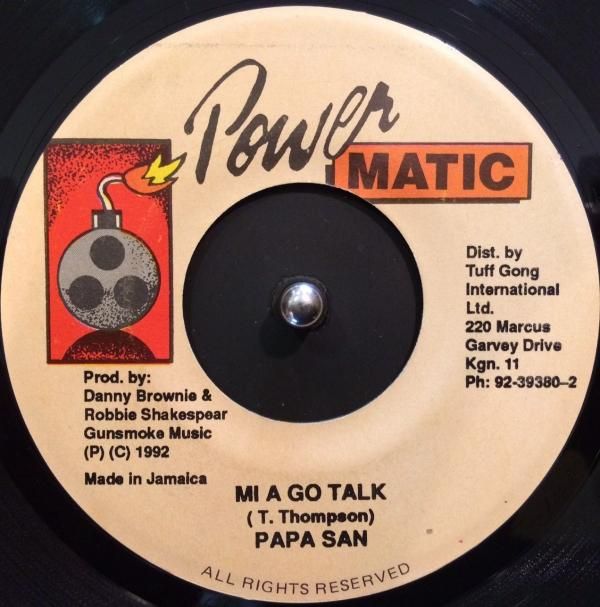 Power
MATIC
Dist. by
Tuff Gong
International
Ltd.
220 Marcus
Garvey Drive
Kgn. 11
Ph: 92-39380-2
Prod. by:
Danny Brownie &
Robbie Shakespear
Gunsmoke Music
(P) (C) 1992
Made in Jamaica
MI A GO TALK
( T. Thompson)
PAPA SAN
ALL RIGHTS RESERVED